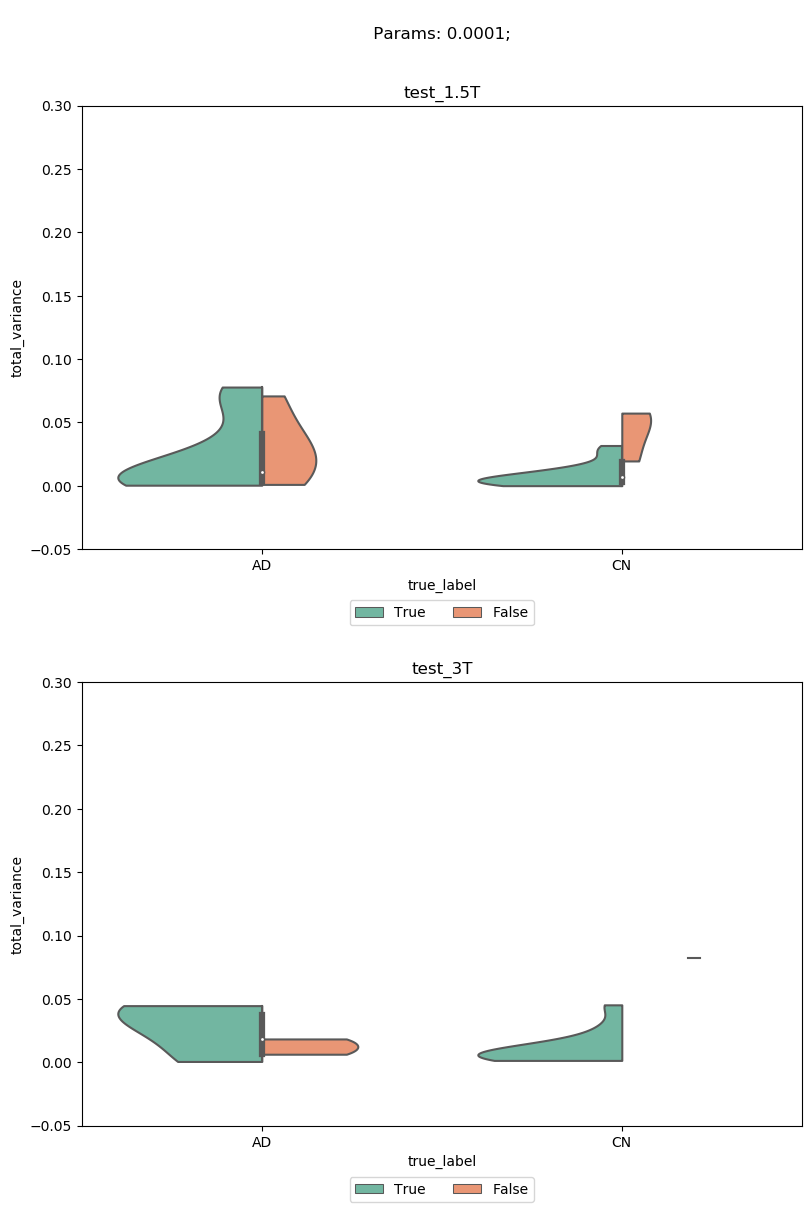 Params: 0.0001;
test_1.5T
0.30
0.25
0.20
0.15
0.10
0.05
0.00
−0.05
total_variance
AD CN
true_label
True False
test_3T
0.30
0.25
0.20
0.15
0.10
0.05
0.00
−0.05
total_variance
AD CN
true_label
True False